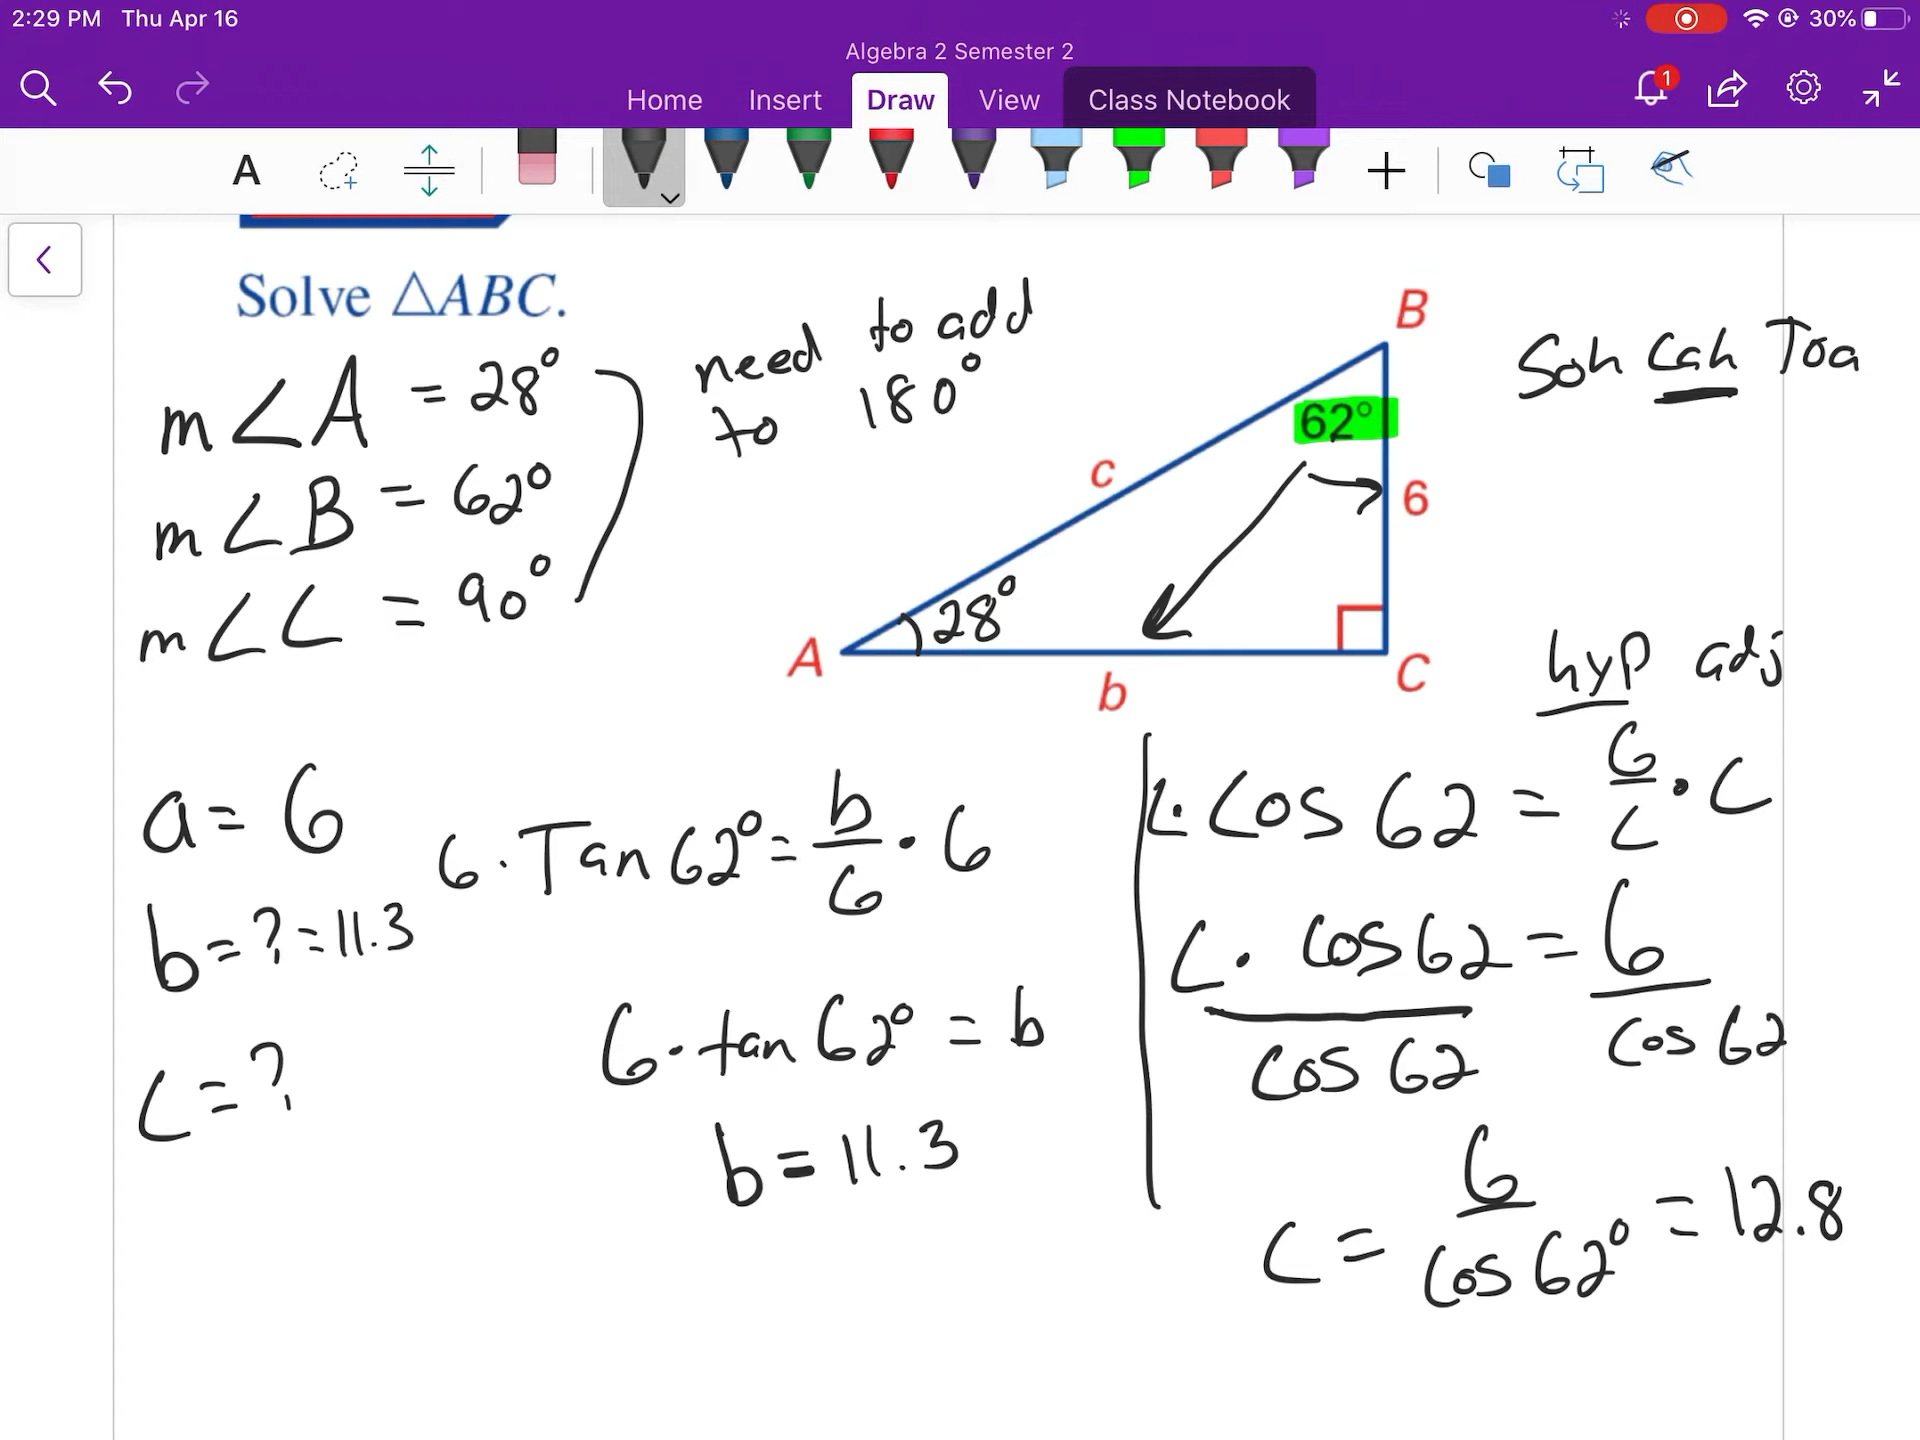 2:29 PM Thu Apr 16
30%
Algebra 2 Semester 2
Home Insert Draw View Class Notebook
1
A
Solve △ABC.
m∠A = 28°
m∠B = 62°
m∠C = 90°
need to add
to 180°
B
62°
c
6
28°
A
b
C
Soh Cah Toa
hyp adj
a = 6
b = ? = 11.3
c = ?
6 · Tan 62° = b/6 · 6
6 · tan 62° = b
b = 11.3
c · Cos 62 = 6/c · c
c · cos 62 = 6
cos 62 cos 62
c = 6/cos 62° = 12.8